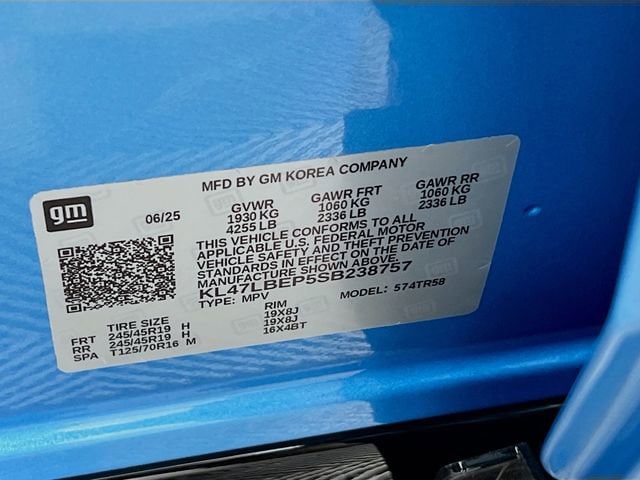 MFD BY GM KOREA COMPANY
gm
06/25
GVWR GAWR FRT GAWR RR
1930 KG 1060 KG 1060 KG
4255 LB 2336 LB 2336 LB
THIS VEHICLE CONFORMS TO ALL
APPLICABLE U.S. FEDERAL MOTOR
VEHICLE SAFETY AND THEFT PREVENTION
STANDARDS IN EFFECT ON THE DATE OF
MANUFACTURE SHOWN ABOVE.
KL47LBEP5SB238757
TYPE: MPV MODEL: 574TR58
TIRE SIZE RIM
FRT 245/45R19 H 19X8J
RR 245/45R19 H 19X8J
SPA T125/70R16 M 16X4BT